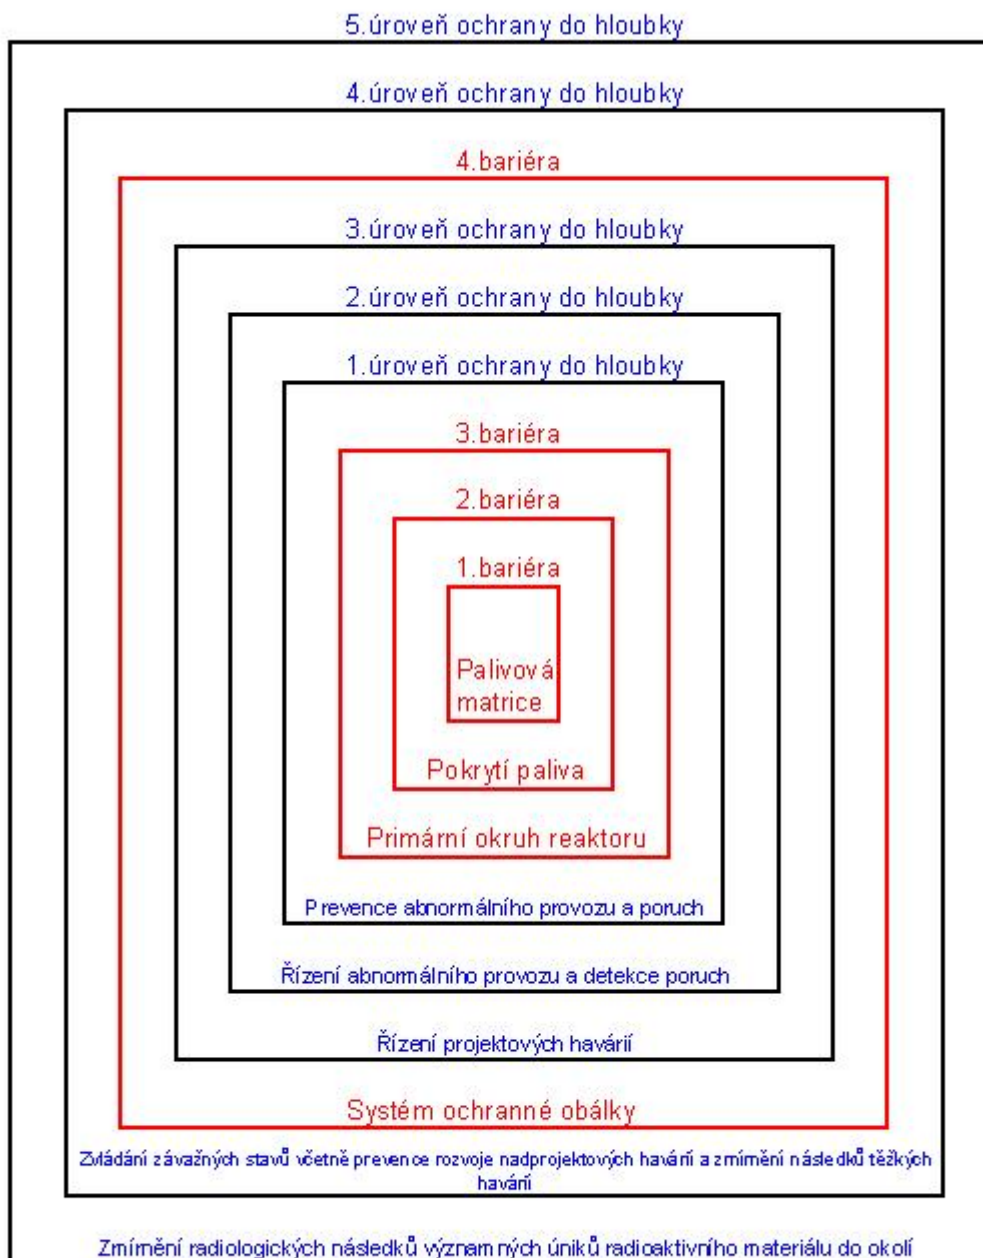 5.úroveň ochrany do hloubky
4.úroveň ochrany do hloubky
4.bariéra
3.úroveň ochrany do hloubky
2.úroveň ochrany do hloubky
1.úroveň ochrany do hloubky
3.bariéra
2.bariéra
1.bariéra
Palivová
matrice
Pokrytí paliva
Primární okruh reaktoru
Prevence abnormálního provozu a poruch
Řízení abnormálního provozu a detekce poruch
Řízení projektových havárií
Systém ochranné obálky
Zvládání závažných stavů včetně prevence rozvoje nadprojektových havárií a zmírnění následků těžkých
havárií
Zmírnění radiologických následků významných úniků radioaktivního materiálu do okolí